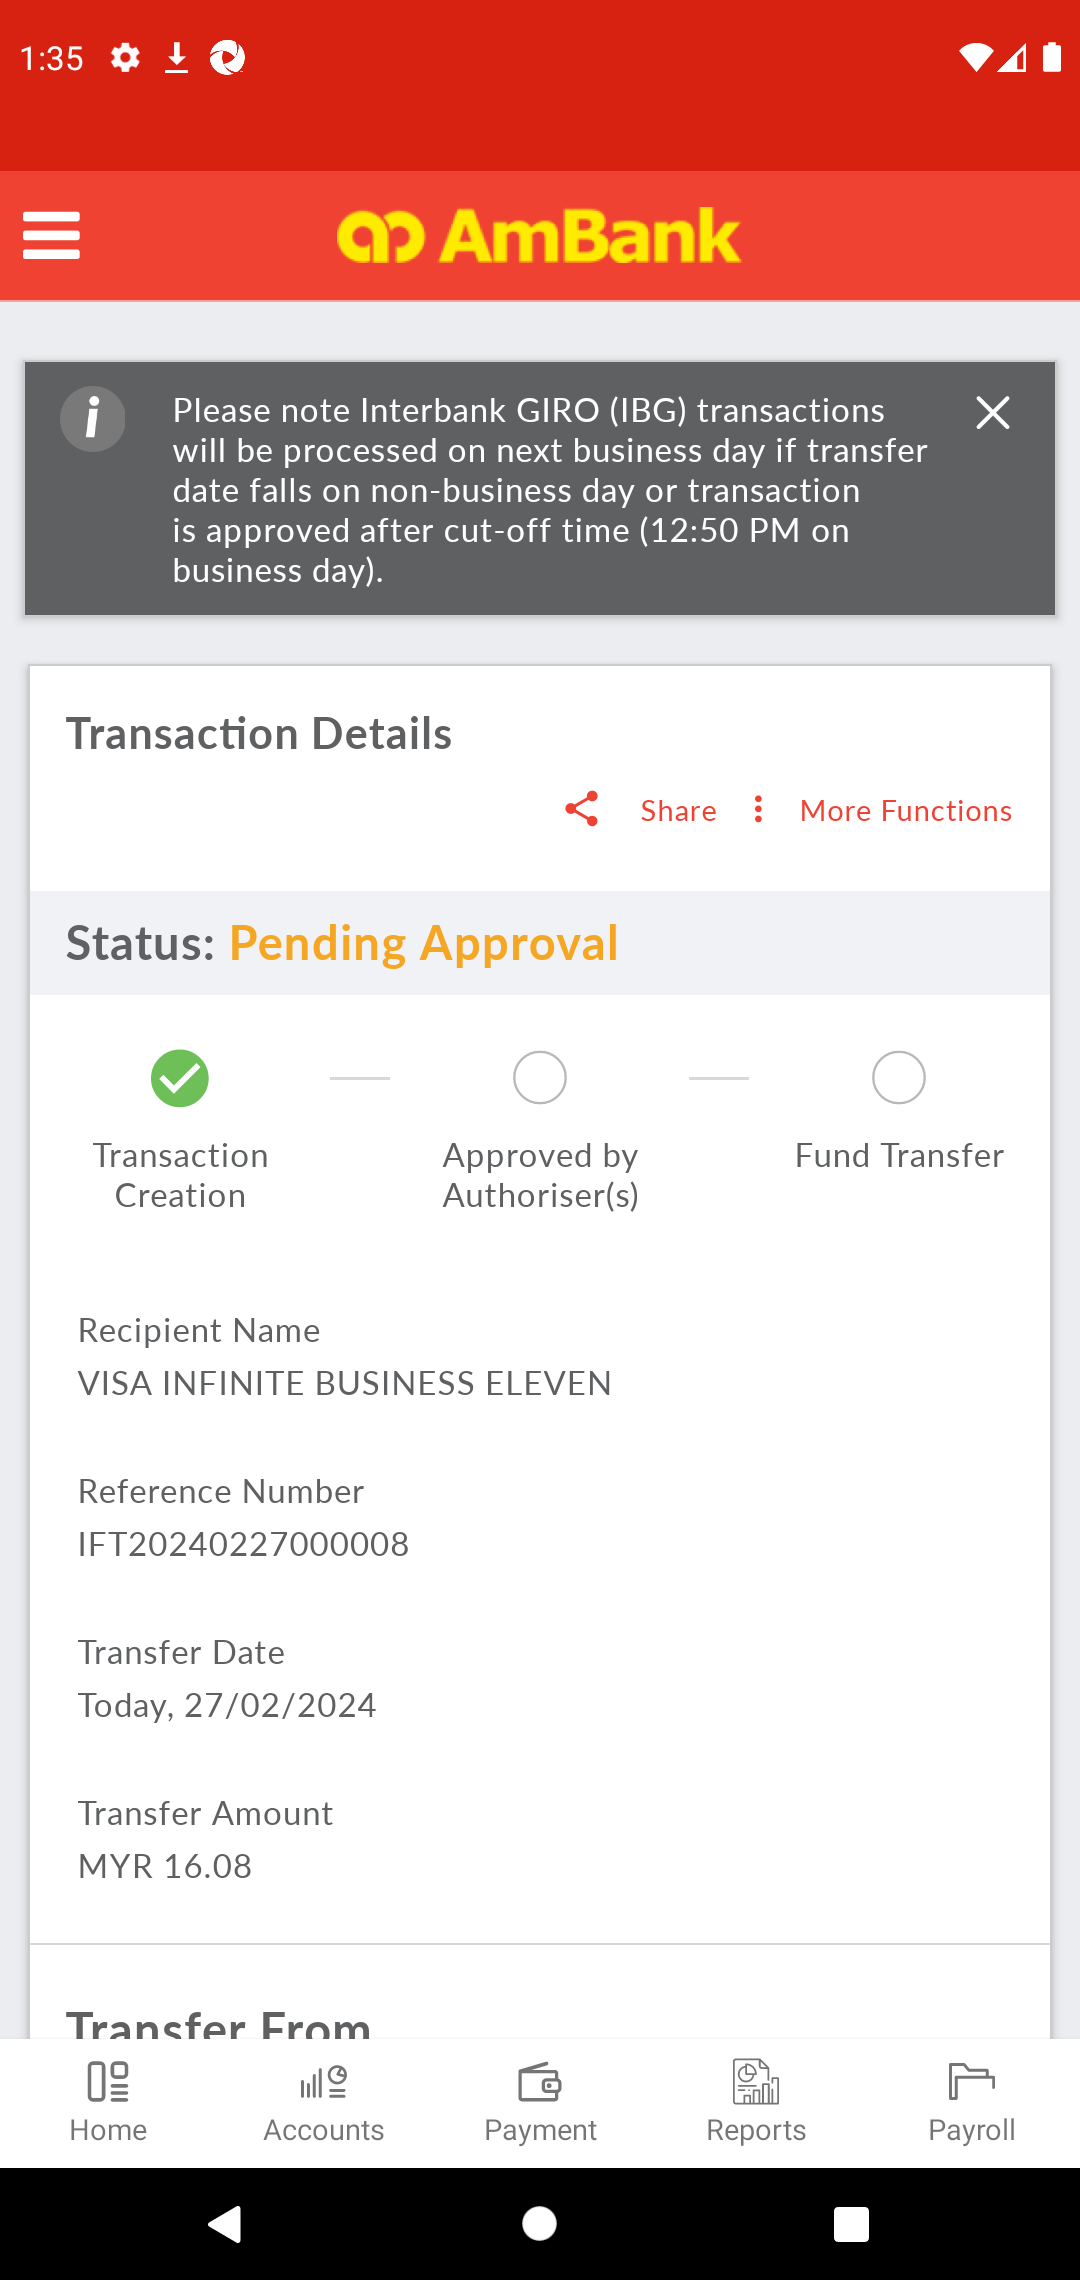 1:35
AmBank
Please note Interbank GIRO (IBG) transactions
will be processed on next business day if transfer
date falls on non-business day or transaction
is approved after cut-off time (12:50 PM on
business day).
Transaction Details
Share
More Functions
Status: Pending Approval
Transaction
Creation
Approved by
Authoriser(s)
Fund Transfer
Recipient Name
VISA INFINITE BUSINESS ELEVEN
Reference Number
IFT20240227000008
Transfer Date
Today, 27/02/2024
Transfer Amount
MYR 16.08
Transfer From
Home
Accounts
Payment
Reports
Payroll